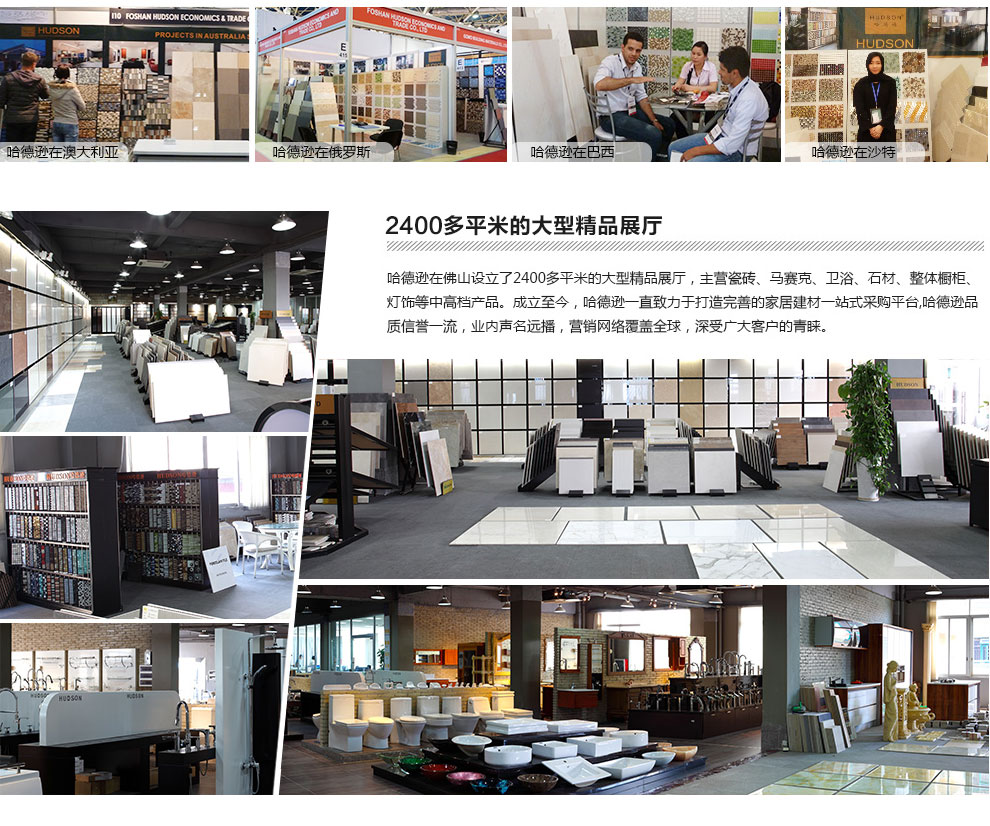 110 FOSHAN HUDSON ECONOMICS & TRADE C
HUDSON
PROJECTS IN AUSTRALIA
哈德逊在澳大利亚
FOSHAN HUDSON ECONOMICS AND
TRADE CO., LTD
E
哈德逊在俄罗斯
哈德逊在巴西
HUDSON
HUDSON
哈德逊在沙特
2400多平米的大型精品展厅
哈德逊在佛山设立了2400多平米的大型精品展厅，主营瓷砖、马赛克、卫浴、石材、整体橱柜、
灯饰等中高档产品。成立至今，哈德逊一直致力于打造完善的家居建材一站式采购平台,哈德逊品
质信誉一流，业内声名远播，营销网络覆盖全球，深受广大客户的青睐。
HUDSON
HUDSON
HUDSON